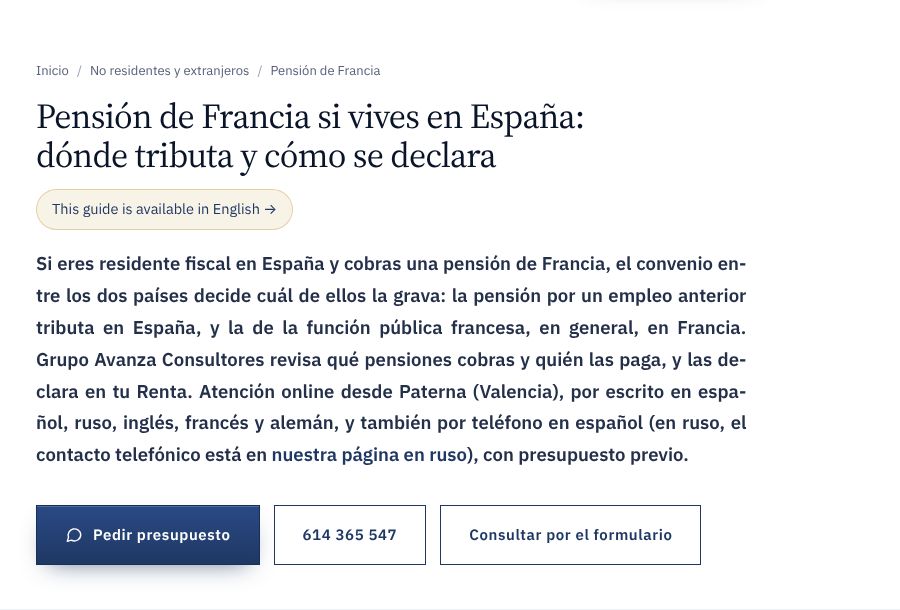 Inicio / No residentes y extranjeros / Pensión de Francia
Pensión de Francia si vives en España:
dónde tributa y cómo se declara
This guide is available in English →
Si eres residente fiscal en España y cobras una pensión de Francia, el convenio en-
tre los dos países decide cuál de ellos la grava: la pensión por un empleo anterior
tributa en España, y la de la función pública francesa, en general, en Francia.
Grupo Avanza Consultores revisa qué pensiones cobras y quién las paga, y las de-
clara en tu Renta. Atención online desde Paterna (Valencia), por escrito en espa-
ñol, ruso, inglés, francés y alemán, y también por teléfono en español (en ruso, el
contacto telefónico está en nuestra página en ruso), con presupuesto previo.
Pedir presupuesto
614 365 547
Consultar por el formulario